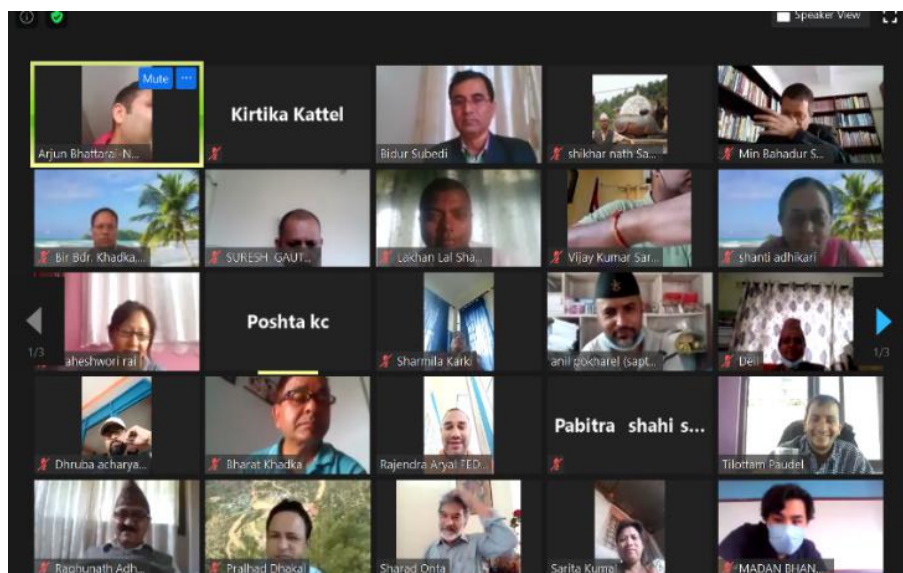 Speaker View
Mute ...
Arjun Bhattarai-N...
Kirtika Kattel
Bidur Subedi
shikhar nath Sa...
Min Bahadur S...
Bir Bdr. Khadka,...
SURESH GAUT...
Lakhan Lal Sha...
Vijay Kumar Sar...
shanti adhikari
aheshwori rai
Poshta kc
Sharmila Karki
anil pokharel (sapt...
Dell
1/3
1/3
Dhruba acharya...
Bharat Khadka
Rajendra Aryal FED...
Pabitra shahi s...
Tilottam Paudel
Raghunath Adh...
Pralhad Dhakal
Sharad Onta
Sarita Kumal
MADAN BHAN...